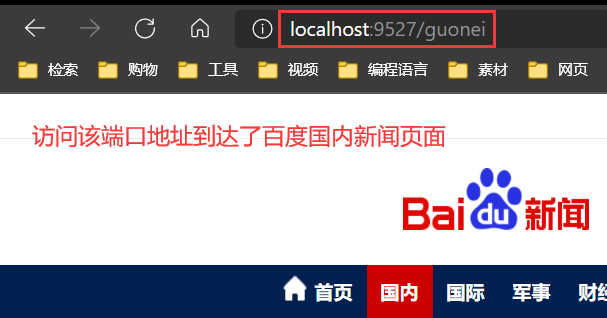 localhost:9527/guonei
检索 购物 工具 视频 编程语言 素材 网页
访问该端口地址到达了百度国内新闻页面
Bai du 新闻
首页 国内 国际 军事